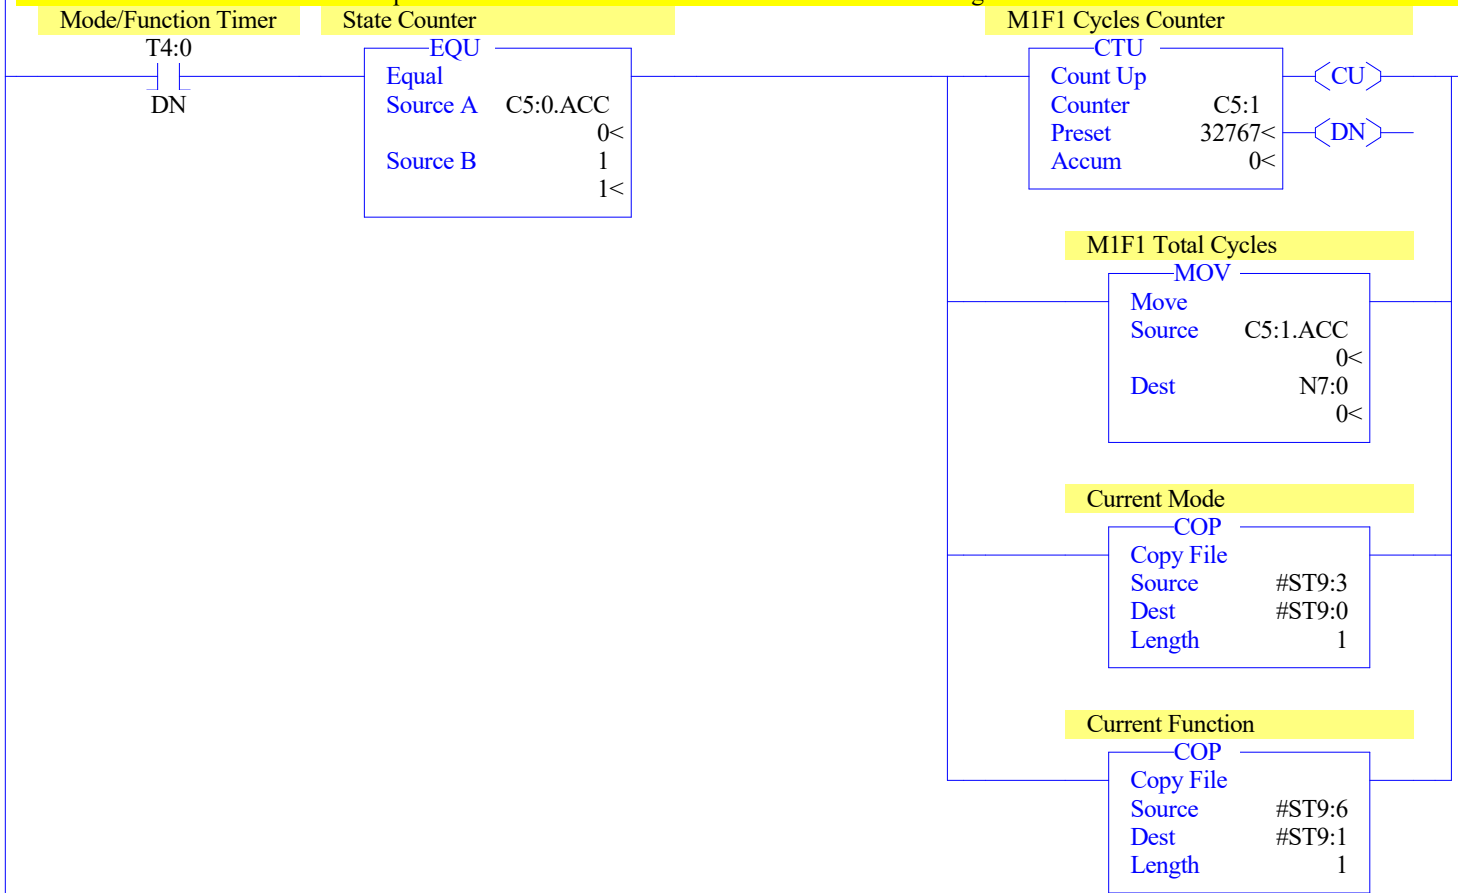 Mode/Function Timer State Counter M1F1 Cycles Counter
T4:0 EQU CTU
Equal Count Up CU
DN Source A C5:0.ACC Counter C5:1
0< Preset 32767< DN
Source B 1 Accum 0<
1<
M1F1 Total Cycles
MOV
Move
Source C5:1.ACC
0<
Dest N7:0
0<
Current Mode
COP
Copy File
Source #ST9:3
Dest #ST9:0
Length 1
Current Function
COP
Copy File
Source #ST9:6
Dest #ST9:1
Length 1